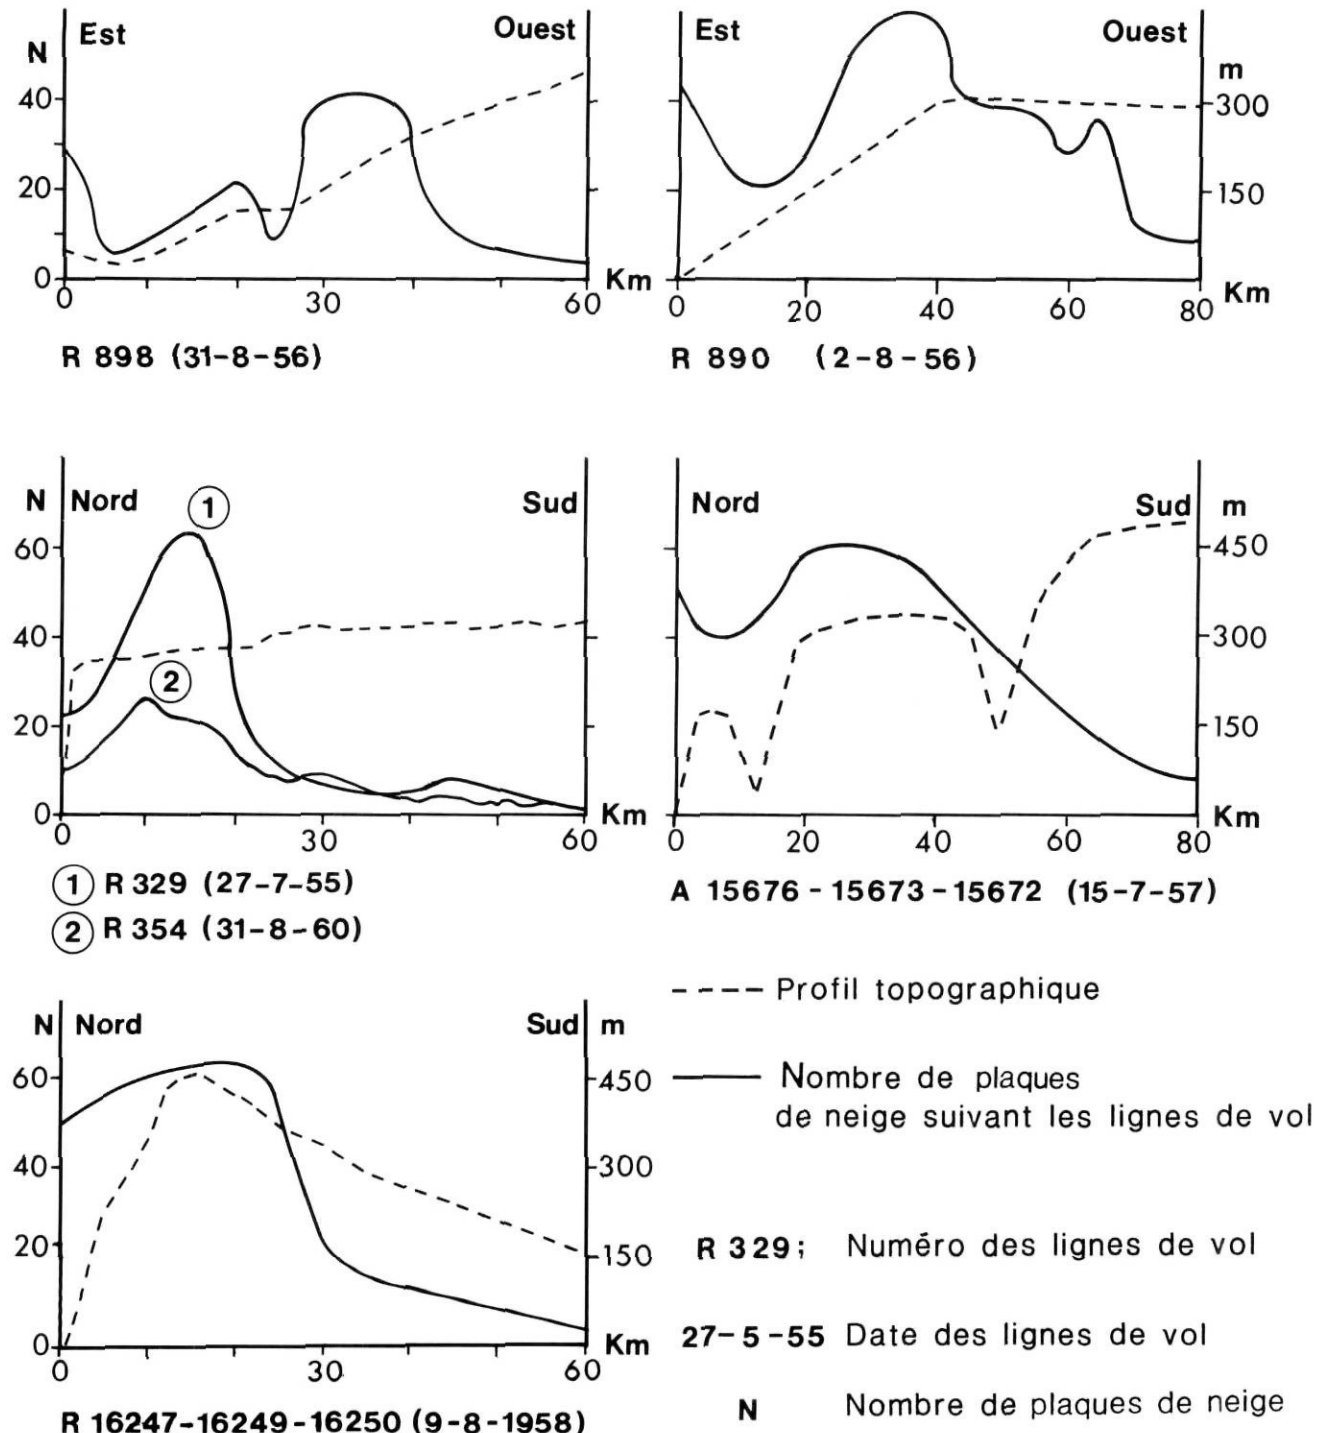 Est Ouest
N
40
20
0
0 30 60 Km
R 898 (31-8-56)
Est Ouest
m
300
150
0 20 40 60 80 Km
R 890 (2-8-56)
N Nord Sud
1
60
40
2
20
0
0 30 60 Km
1 R 329 (27-7-55)
2 R 354 (31-8-60)
Nord Sud m
450
300
150
0 20 40 60 80 Km
A 15676-15673-15672 (15-7-57)
N Nord Sud m
60 450
40 300
20 150
0
0 30 60 Km
R 16247-16249-16250 (9-8-1958)
Profil topographique
Nombre de plaques
de neige suivant les lignes de vol
R 329; Numéro des lignes de vol
27-5-55 Date des lignes de vol
N Nombre de plaques de neige